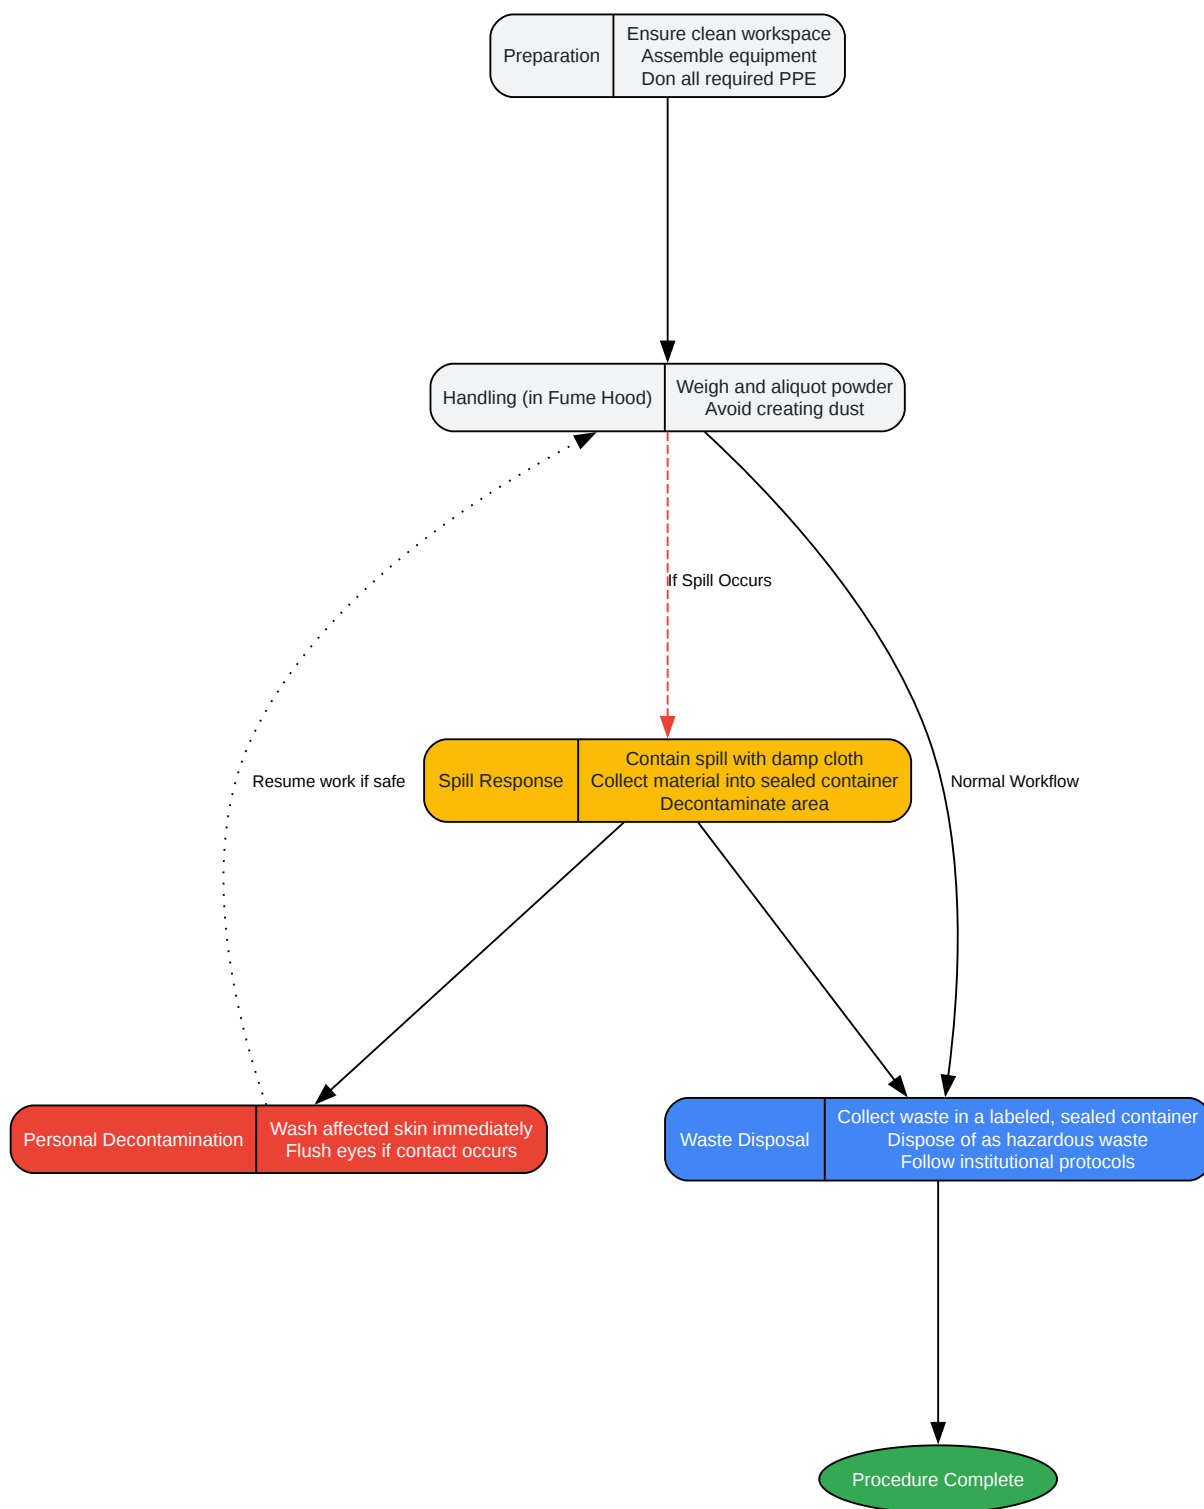 Preparation
Ensure clean workspace
Assemble equipment
Don all required PPE
Handling (in Fume Hood)
Weigh and aliquot powder
Avoid creating dust
If Spill Occurs
Resume work if safe
Spill Response
Contain spill with damp cloth
Collect material into sealed container
Decontaminate area
Normal Workflow
Personal Decontamination
Wash affected skin immediately
Flush eyes if contact occurs
Waste Disposal
Collect waste in a labeled, sealed container
Dispose of as hazardous waste
Follow institutional protocols
Procedure Complete